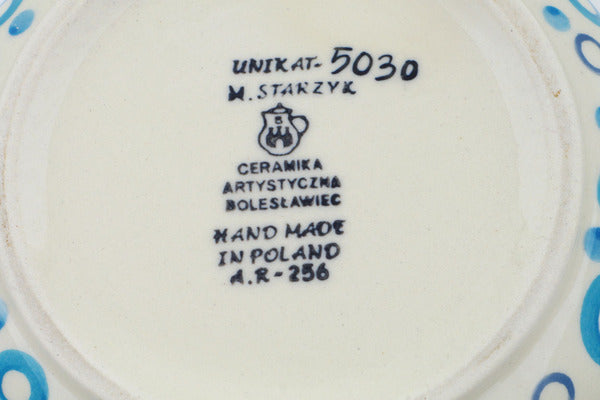 UNIKAT-5030
M. STARZYK
B
CERAMIKA
ARTYSTYCZNA
BOLESŁAWIEC
HAND MADE
IN POLAND
A.R-256